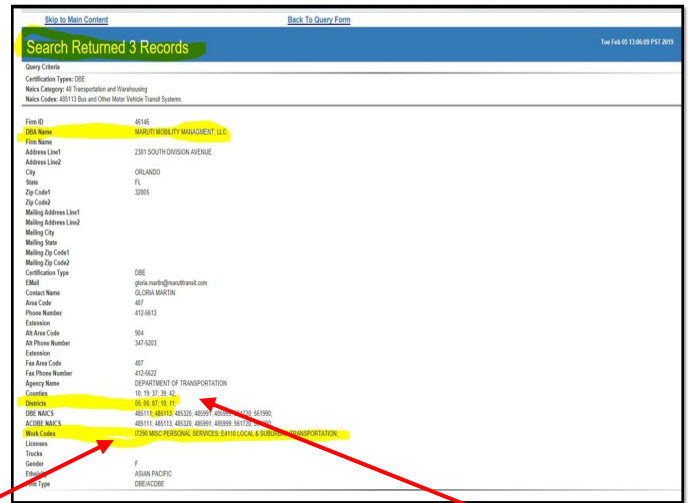 Skip to Main Content Back To Query Form
Search Returned 3 Records Tue Feb 05 13:06:09 PST 2019
Query Criteria
Certification Types: DBE
Naics Category: 48 Transportation and Warehousing
Naics Codes: 485113 Bus and Other Motor Vehicle Transit Systems
Firm ID 46146
DBA Name MARUTI MOBILITY MANAGMENT, LLC
Firm Name
Address Line1 2301 SOUTH DIVISION AVENUE
Address Line2
City ORLANDO
State FL
Zip Code1 32805
Zip Code2
Mailing Address Line1
Mailing Address Line2
Mailing City
Mailing State
Mailing Zip Code1
Mailing Zip Code2
Certification Type DBE
EMail gloria.martin@marutitransit.com
Contact Name GLORIA MARTIN
Area Code 407
Phone Number 412-5613
Extension
Alt Area Code 904
Alt Phone Number 347-5203
Extension
Fax Area Code 407
Fax Phone Number 412-5622
Agency Name DEPARTMENT OF TRANSPORTATION
Counties 10; 19; 37; 39; 42;
Districts 05; 06; 07; 10; 11;
DBE NAICS 485111; 485113; 485320; 485991; 485999; 561720; 561990;
ACDBE NAICS 485111; 485113; 485320; 485991; 485999; 561720;
Work Codes I7290 MISC PERSONAL SERVICES; E4110 LOCAL & TRANSPORTATION;
Licenses
Trucks
Gender F
Ethnicity ASIAN PACIFIC
Type DBE/ACDBE